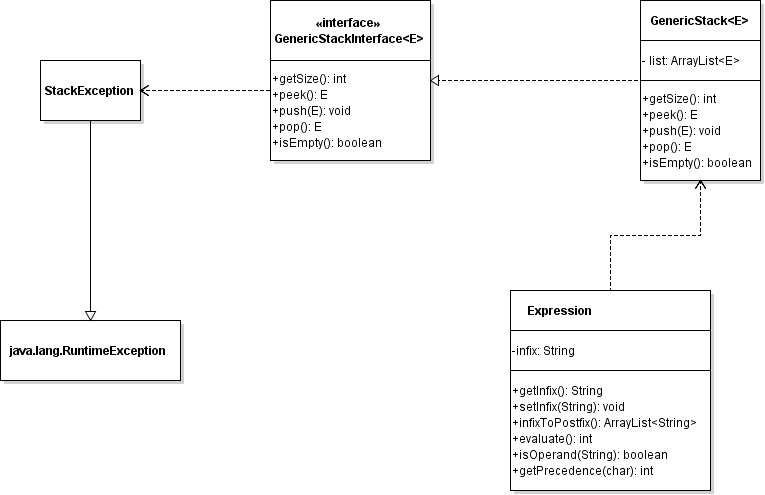 StackException
«interface»
GenericStackInterface<E>
+getSize(): int
+peek(): E
+push(E): void
+pop(): E
+isEmpty(): boolean
GenericStack<E>
- list: ArrayList<E>
+getSize(): int
+peek(): E
+push(E): void
+pop(): E
+isEmpty(): boolean
java.lang.RuntimeException
Expression
-infix: String
+getInfix(): String
+setInfix(String): void
+infixToPostfix(): ArrayList<String>
+evaluate(): int
+isOperand(String): boolean
+getPrecedence(char): int